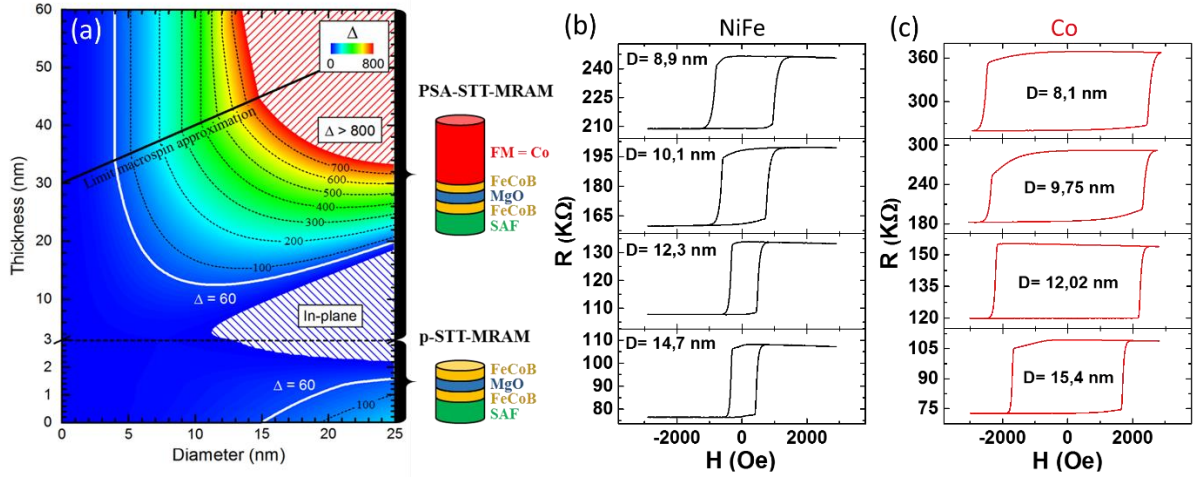 (a)
60
50
40
30
20
10
3
2
1
0
Thickness (nm)
0
5
10
15
20
25
Diameter (nm)
Δ
0 800
Δ > 800
Limit macrospin approximation
700
600
500
400
300
200
100
Δ = 60
In-plane
Δ = 60
100
PSA-STT-MRAM
FM = Co
FeCoB
MgO
FeCoB
SAF
p-STT-MRAM
FeCoB
MgO
FeCoB
SAF
(b)
NiFe
R (KΩ)
D= 8,9 nm
240
225
210
D= 10,1 nm
195
180
165
D= 12,3 nm
130
120
110
D= 14,7 nm
110
100
90
80
-2000
0
2000
H (Oe)
(c)
Co
R (KΩ)
D= 8,1 nm
360
300
D= 9,75 nm
300
240
180
D= 12,02 nm
150
135
120
D= 15,4 nm
105
90
75
-2000
0
2000
H (Oe)